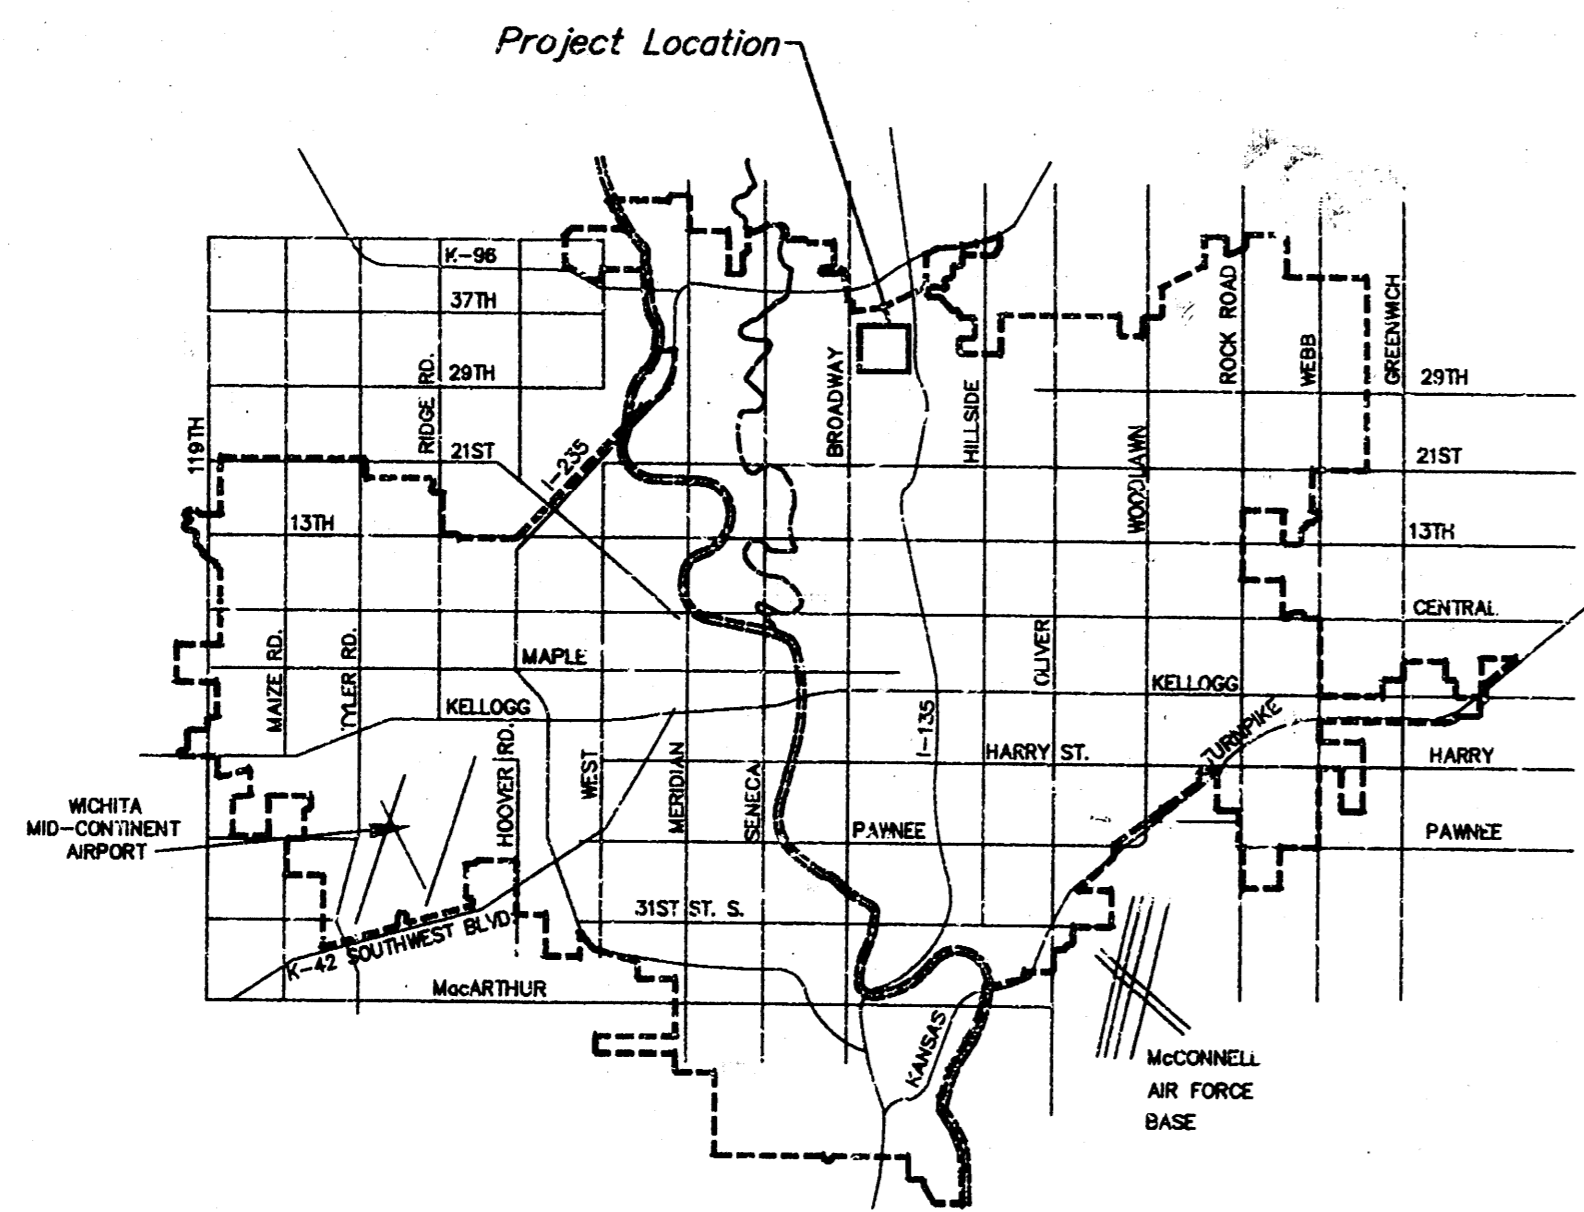 Project Location
K-96
37TH
29TH
RIDGE RD.
21ST
I-235
119TH
13TH
BROADWAY
HILLSIDE
WOODLAWN
ROCK ROAD
WEBB
GREENWICH
29TH
21ST
13TH
CENTRAL
MAIZE RD.
TYLER RD.
MAPLE
KELLOGG
OLIVER
KELLOGG
HOOVER RD.
WEST
MERIDIAN
SENECA
I-135
HARRY ST.
TURNPIKE
HARRY
WICHITA
MID-CONTINENT
AIRPORT
PAWNEE
PAWNEE
31ST ST. S.
K-42 SOUTHWEST BLVD
MacARTHUR
KANSAS
McCONNELL
AIR FORCE
BASE